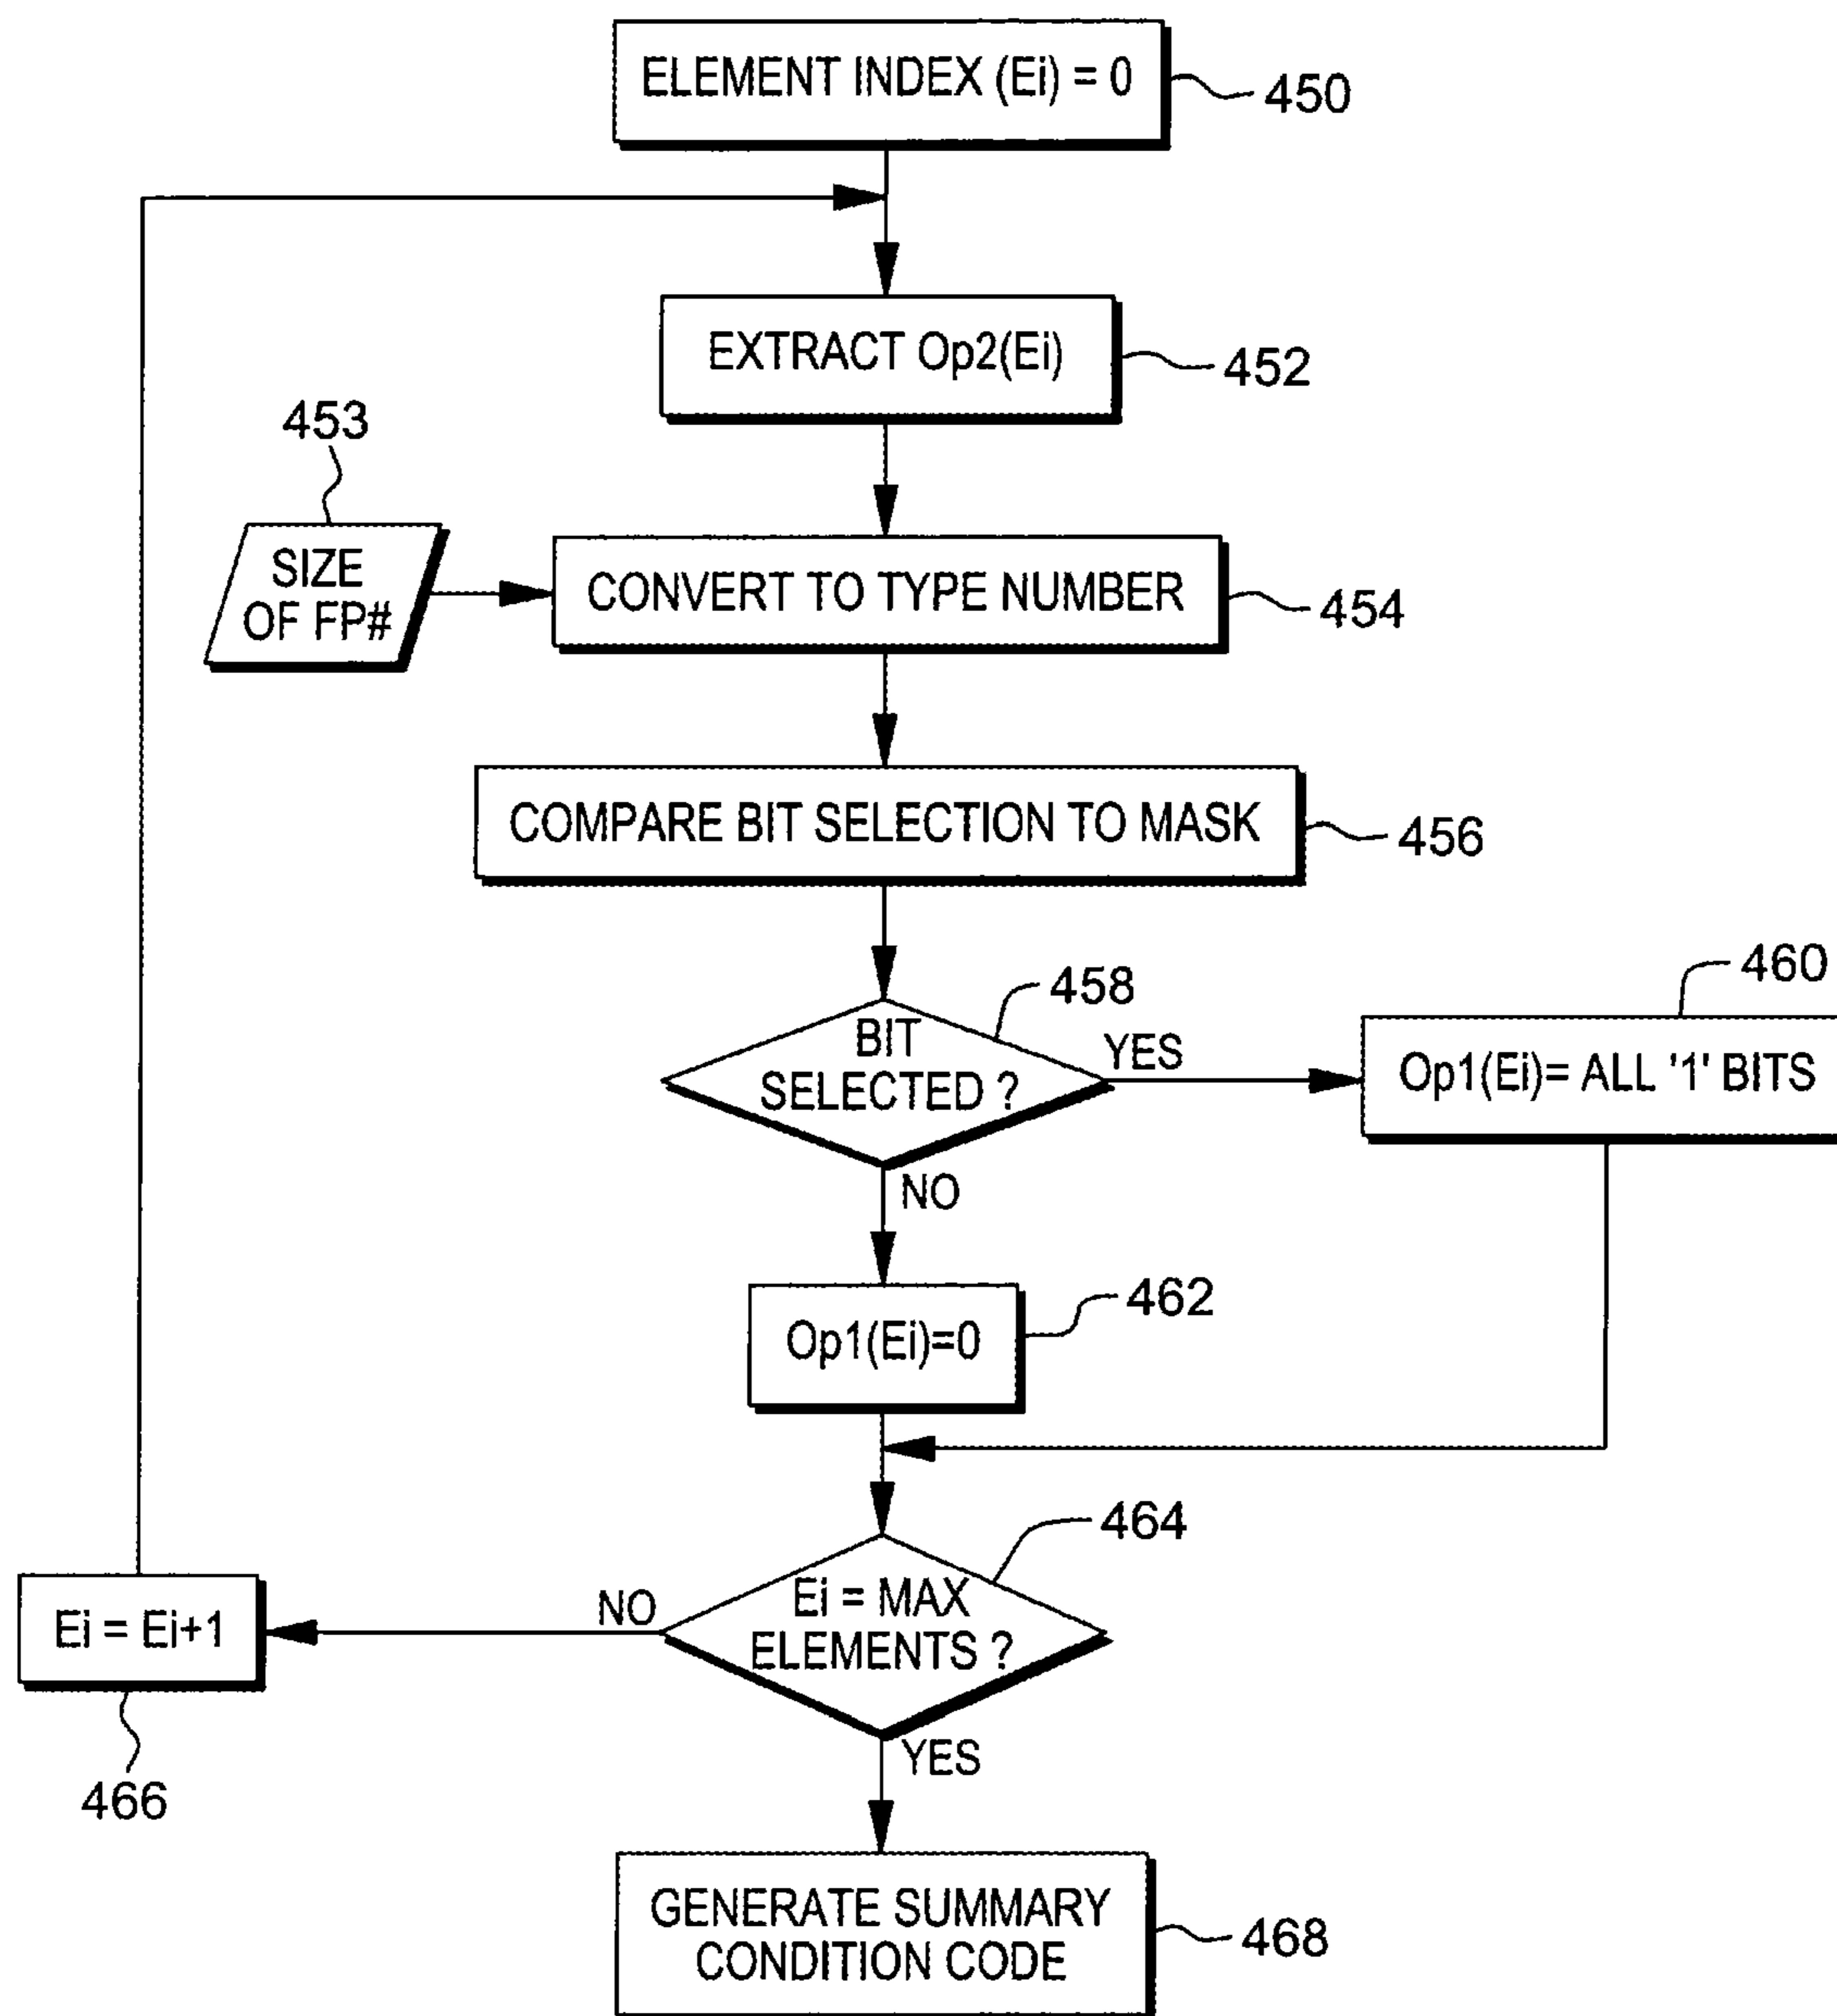 ELEMENT INDEX (Ei) = 0
450
EXTRACT Op2(Ei)
452
453
SIZE
OF FP#
CONVERT TO TYPE NUMBER
454
COMPARE BIT SELECTION TO MASK
456
458
BIT
SELECTED ?
YES
460
Op1(Ei)= ALL '1' BITS
NO
462
Op1(Ei)=0
464
Ei = MAX
ELEMENTS ?
NO
Ei = Ei+1
466
YES
GENERATE SUMMARY
CONDITION CODE
468